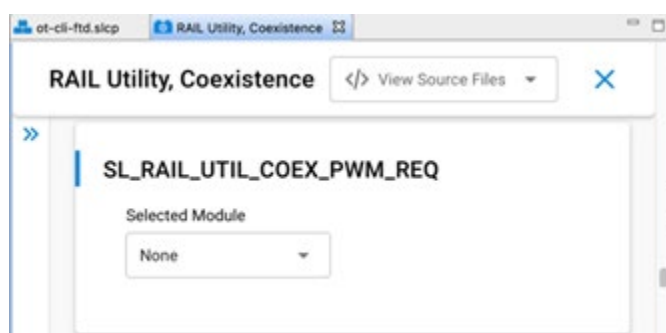 ot-cli-ftd.slcp
RAIL Utility, Coexistence
RAIL Utility, Coexistence
</> View Source Files
SL_RAIL_UTIL_COEX_PWM_REQ
Selected Module
None